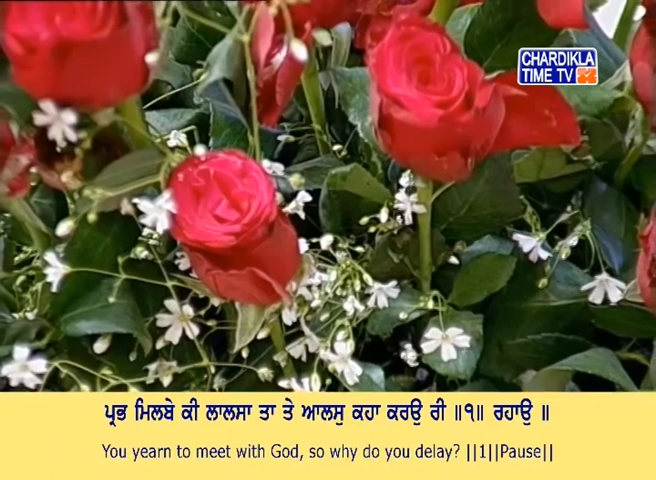 CHARDIKLA
TIME TV
ਪ੍ਰਭ ਮਿਲਬੇ ਕੀ ਲਾਲਸਾ ਤਾ ਤੇ ਆਲਸੁ ਕਹਾ ਕਰਉ ਰੀ ॥੧॥ ਰਹਾਉ ॥
You yearn to meet with God, so why do you delay? ||1||Pause||